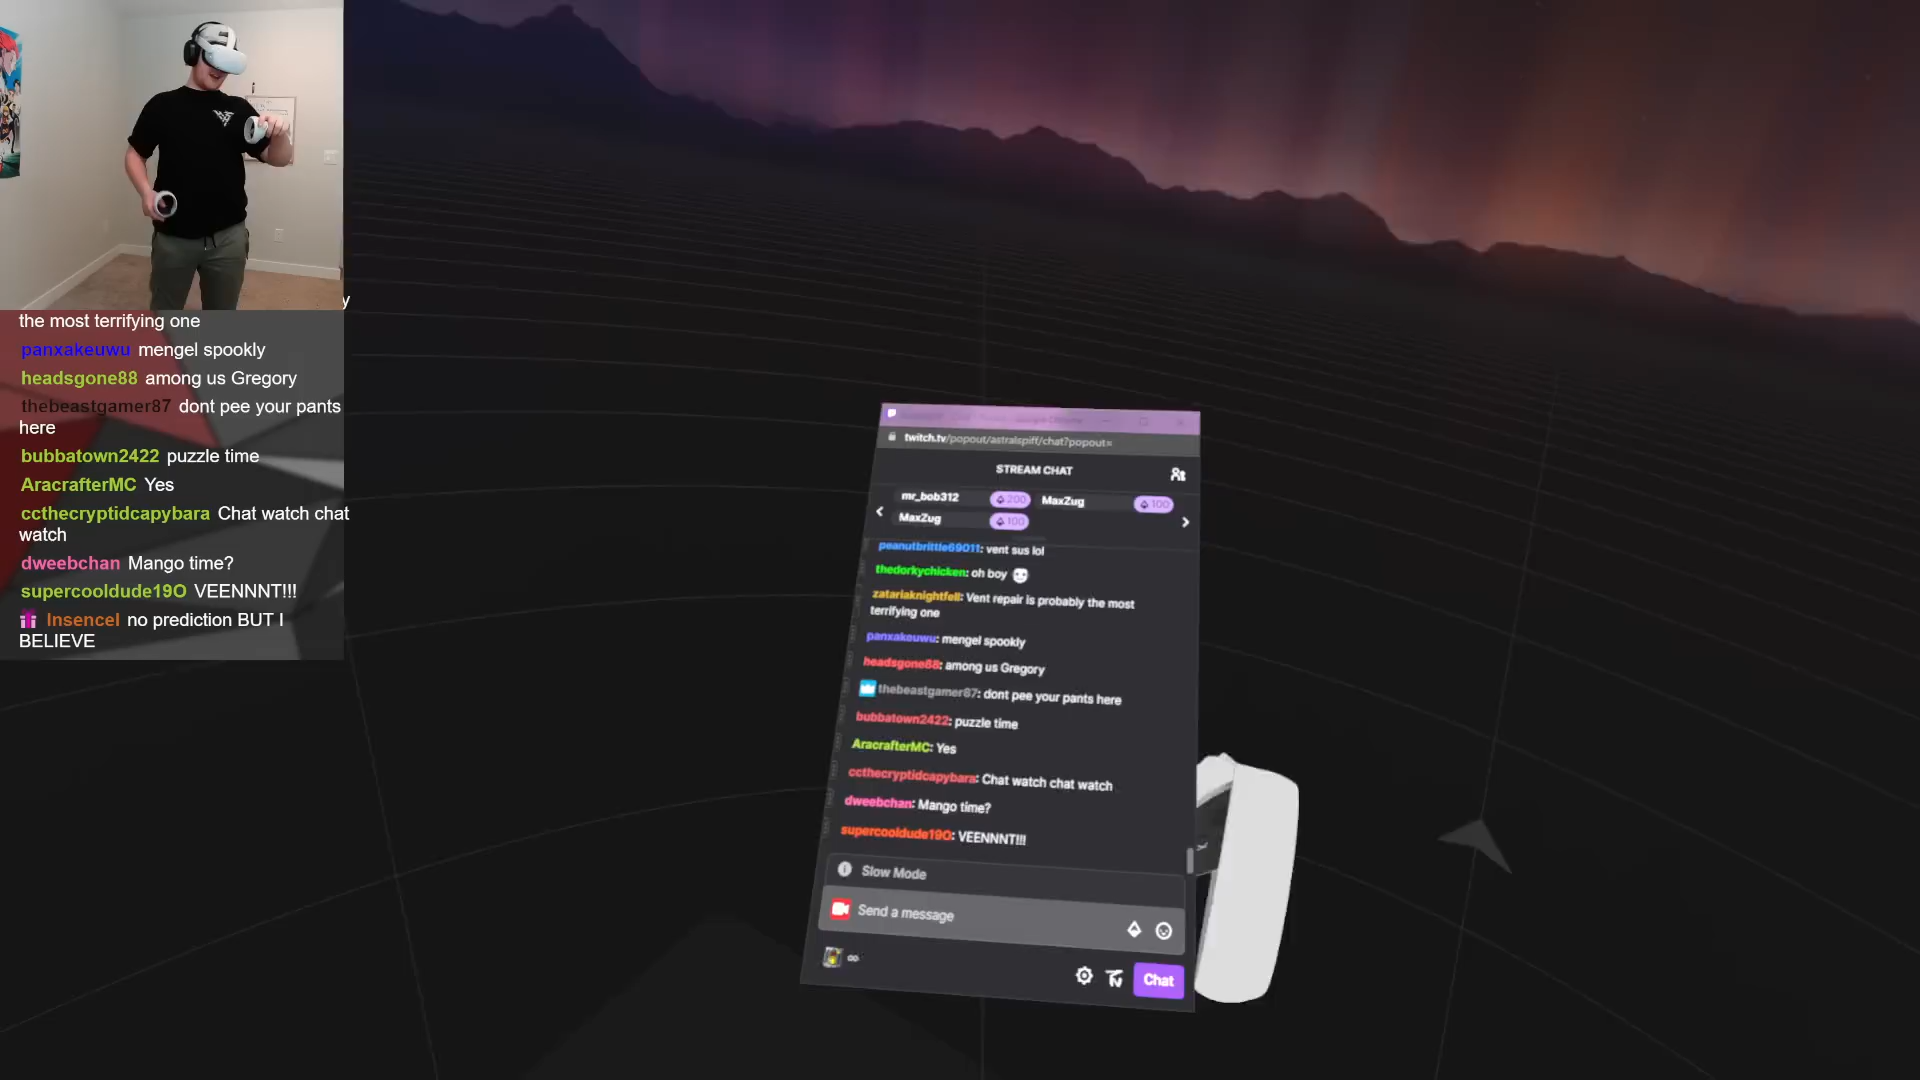 y
the most terrifying one
panxakeuwu mengel spookly
headsgone88 among us Gregory
thebeastgamer87 dont pee your pants
here
bubbatown2422 puzzle time
AracrafterMC Yes
ccthecryptidcapybara Chat watch chat
watch
dweebchan Mango time?
supercooldude19O VEENNNT!!!
Insencel no prediction BUT I
BELIEVE
twitch.tv/popout/astralspiff/chat?popout=
STREAM CHAT
mr_bob312 200 MaxZug 100
MaxZug 100
peanutbrittle69011: vent sus lol
thedorkychicken: oh boy
zatariaknightfell: Vent repair is probably the most
terrifying one
panxakeuwu: mengel spookly
headsgone88: among us Gregory
thebeastgamer87: dont pee your pants here
bubbatown2422: puzzle time
AracrafterMC: Yes
ccthecryptidcapybara: Chat watch chat watch
dweebchan: Mango time?
supercooldude19O: VEENNNT!!!
Slow Mode
Send a message
∞
Chat